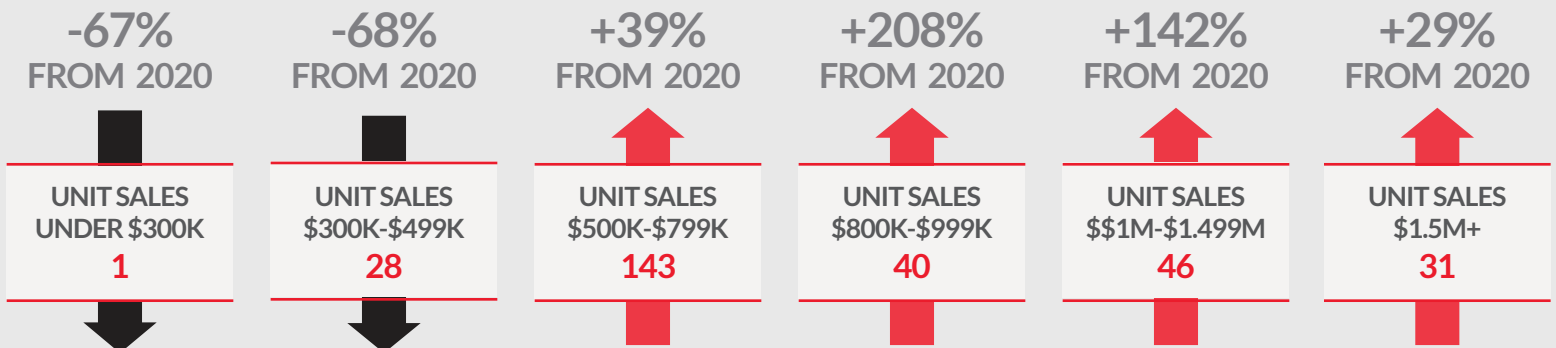 -67%
FROM 2020
-68%
FROM 2020
+39%
FROM 2020
+208%
FROM 2020
+142%
FROM 2020
+29%
FROM 2020
UNIT SALES
UNDER $300K
1
UNIT SALES
$300K-$499K
28
UNIT SALES
$500K-$799K
143
UNIT SALES
$800K-$999K
40
UNIT SALES
$$1M-$1.499M
46
UNIT SALES
$1.5M+
31